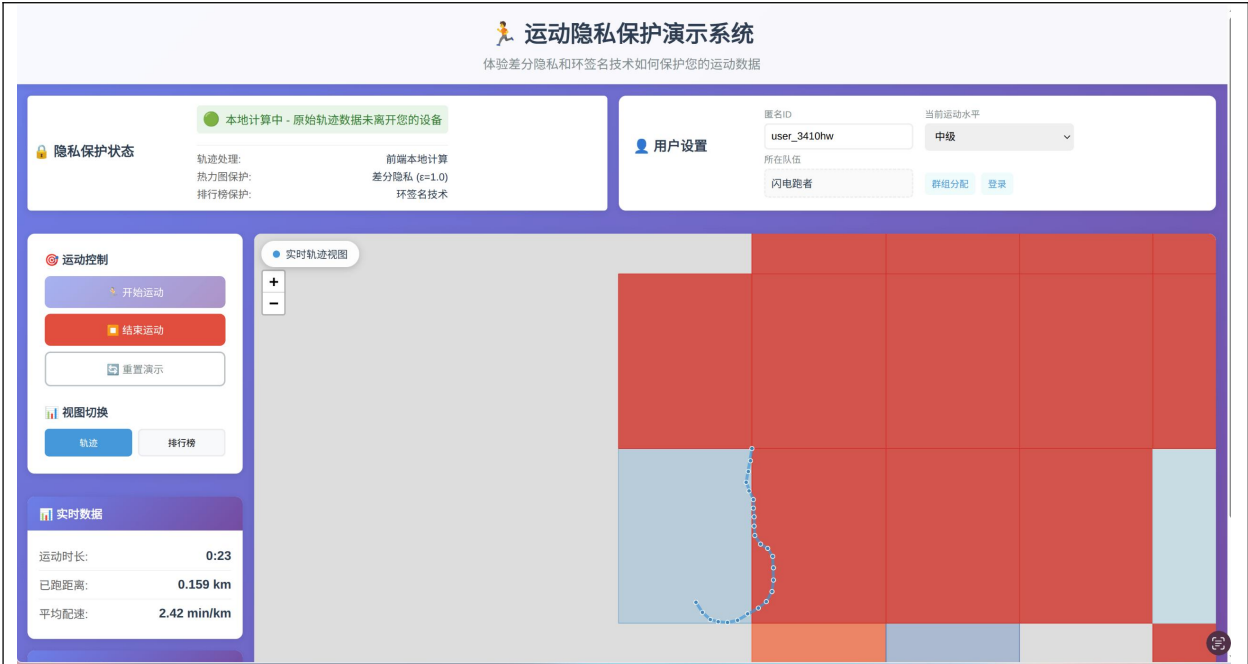 🏃 运动隐私保护演示系统
体验差分隐私和环签名技术如何保护您的运动数据
🔒 隐私保护状态
🟢 本地计算中 - 原始轨迹数据未离开您的设备
轨迹处理: 前端本地计算
热力图保护: 差分隐私 (ε=1.0)
排行榜保护: 环签名技术
👤 用户设置
匿名ID
user_3410hw
当前运动水平
中级
所在队伍
闪电跑者
群组分配 登录
🎯 运动控制
🏃 开始运动
⏹️ 结束运动
🔄 重置演示
📊 视图切换
轨迹 排行榜
📊 实时数据
运动时长: 0:23
已跑距离: 0.159 km
平均配速: 2.42 min/km
实时轨迹视图
+
−